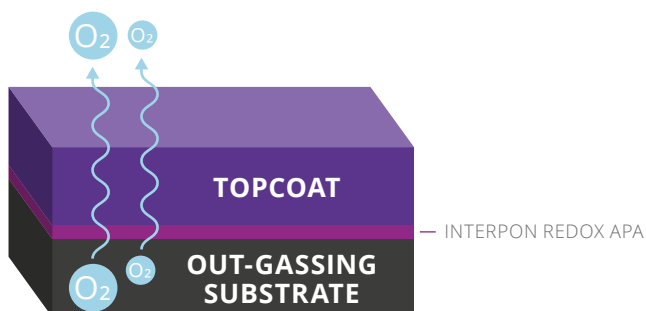 O₂ O₂
TOPCOAT
INTERPON REDOX APA
O₂ O₂
OUT-GASSING
SUBSTRATE